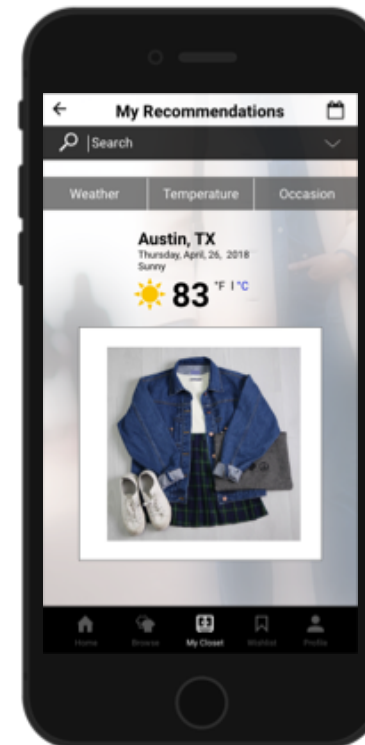 My Recommendations
Search
Weather Temperature Occasion
Austin, TX
Thursday, April, 26, 2018
Sunny
83 °F | °C
Home Browse My Closet Wishlist Profile